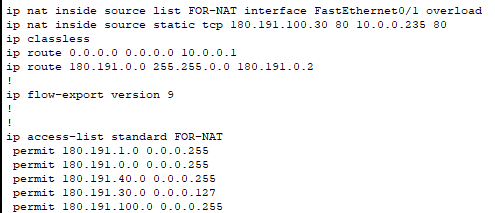 ip nat inside source list FOR-NAT interface FastEthernet0/1 overload
ip nat inside source static tcp 180.191.100.30 80 10.0.0.235 80
ip classless
ip route 0.0.0.0 0.0.0.0 10.0.0.1
ip route 180.191.0.0 255.255.0.0 180.191.0.2
!
ip flow-export version 9
!
!
ip access-list standard FOR-NAT
 permit 180.191.1.0 0.0.0.255
 permit 180.191.0.0 0.0.0.255
 permit 180.191.40.0 0.0.0.255
 permit 180.191.30.0 0.0.0.127
 permit 180.191.100.0 0.0.0.255